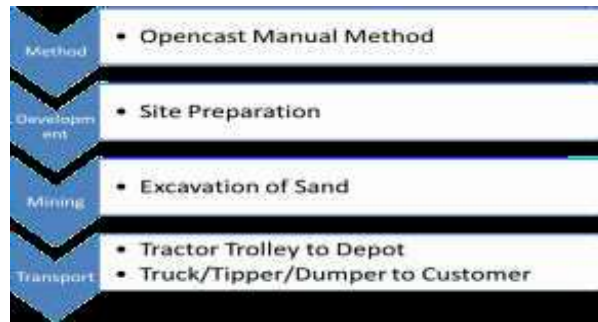 Method
• Opencast Manual Method
Developm
ent
• Site Preparation
Mining
• Excavation of Sand
Transport
• Tractor Trolley to Depot
• Truck/Tipper/Dumper to Customer